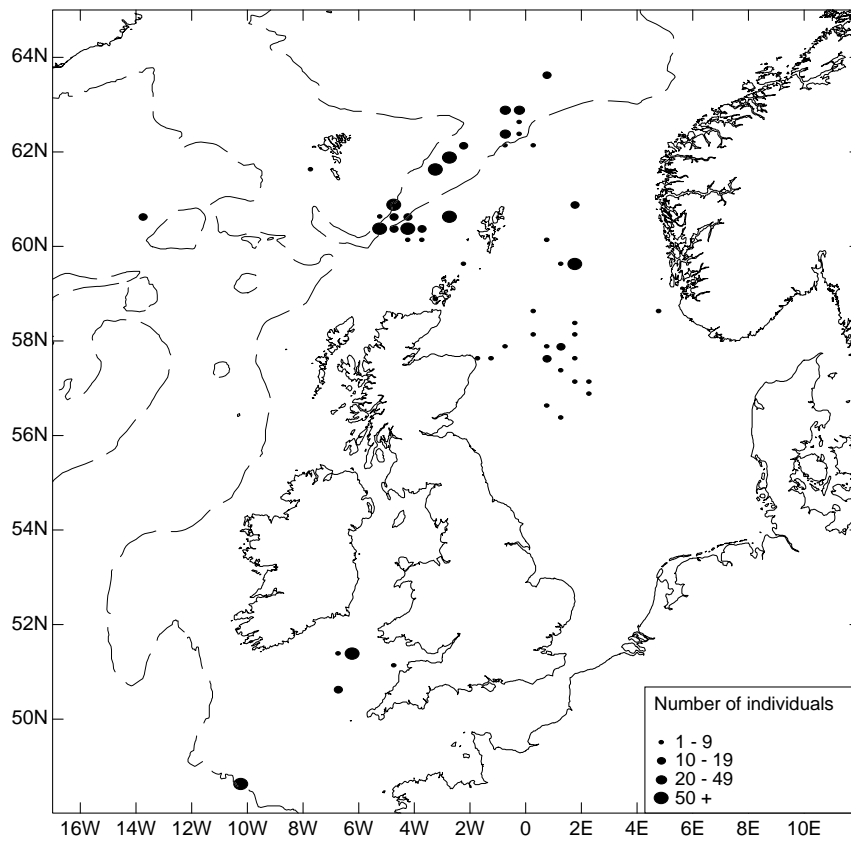 64N
62N
60N
58N
56N
54N
52N
50N
Number of individuals
1 - 9
10 - 19
20 - 49
50 +
16W 14W 12W 10W 8W 6W 4W 2W 0 2E 4E 6E 8E 10E